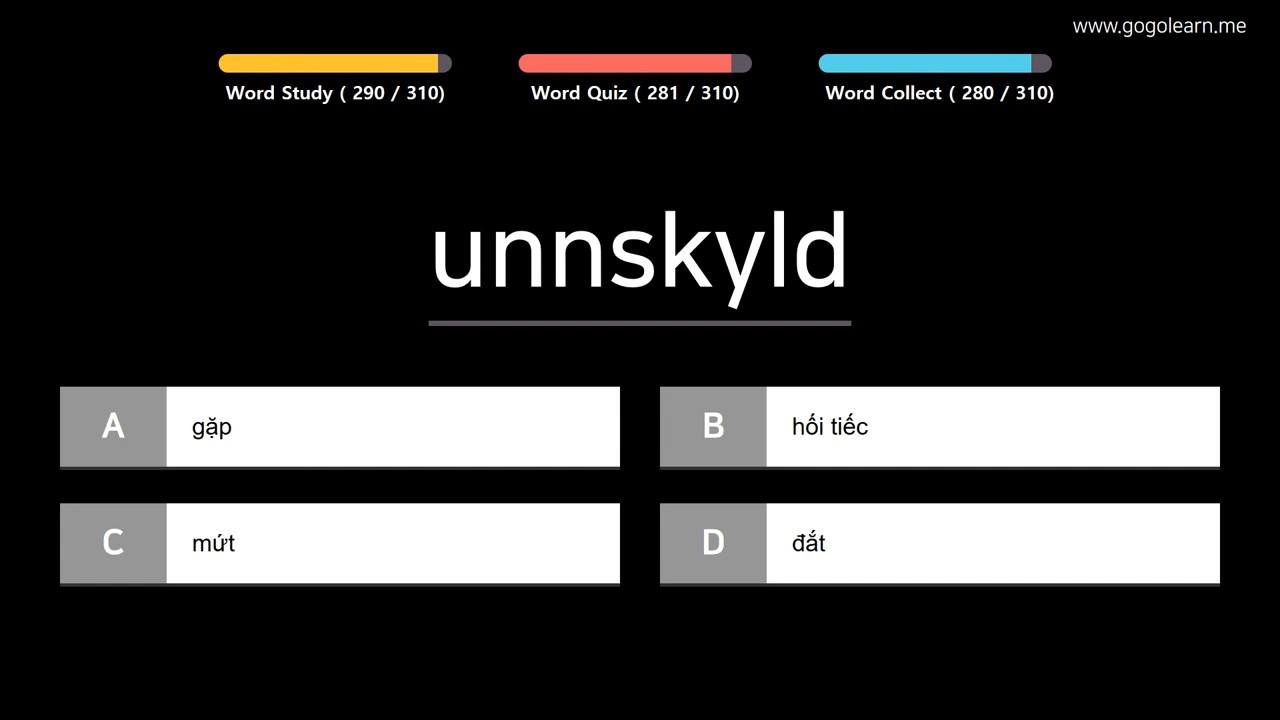 www.gogolearn.me
Word Study ( 290 / 310)
Word Quiz ( 281 / 310)
Word Collect ( 280 / 310)
unnskyld
A gặp
B hối tiếc
C mứt
D đắt